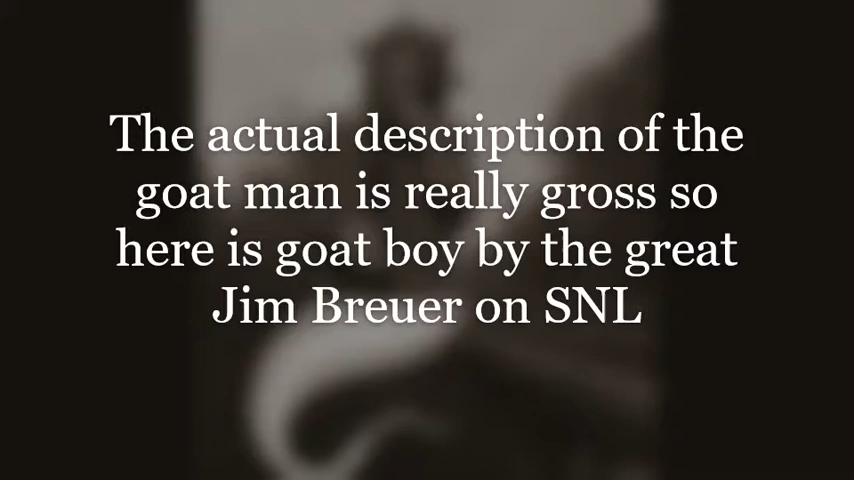 The actual description of the
goat man is really gross so
here is goat boy by the great
Jim Breuer on SNL